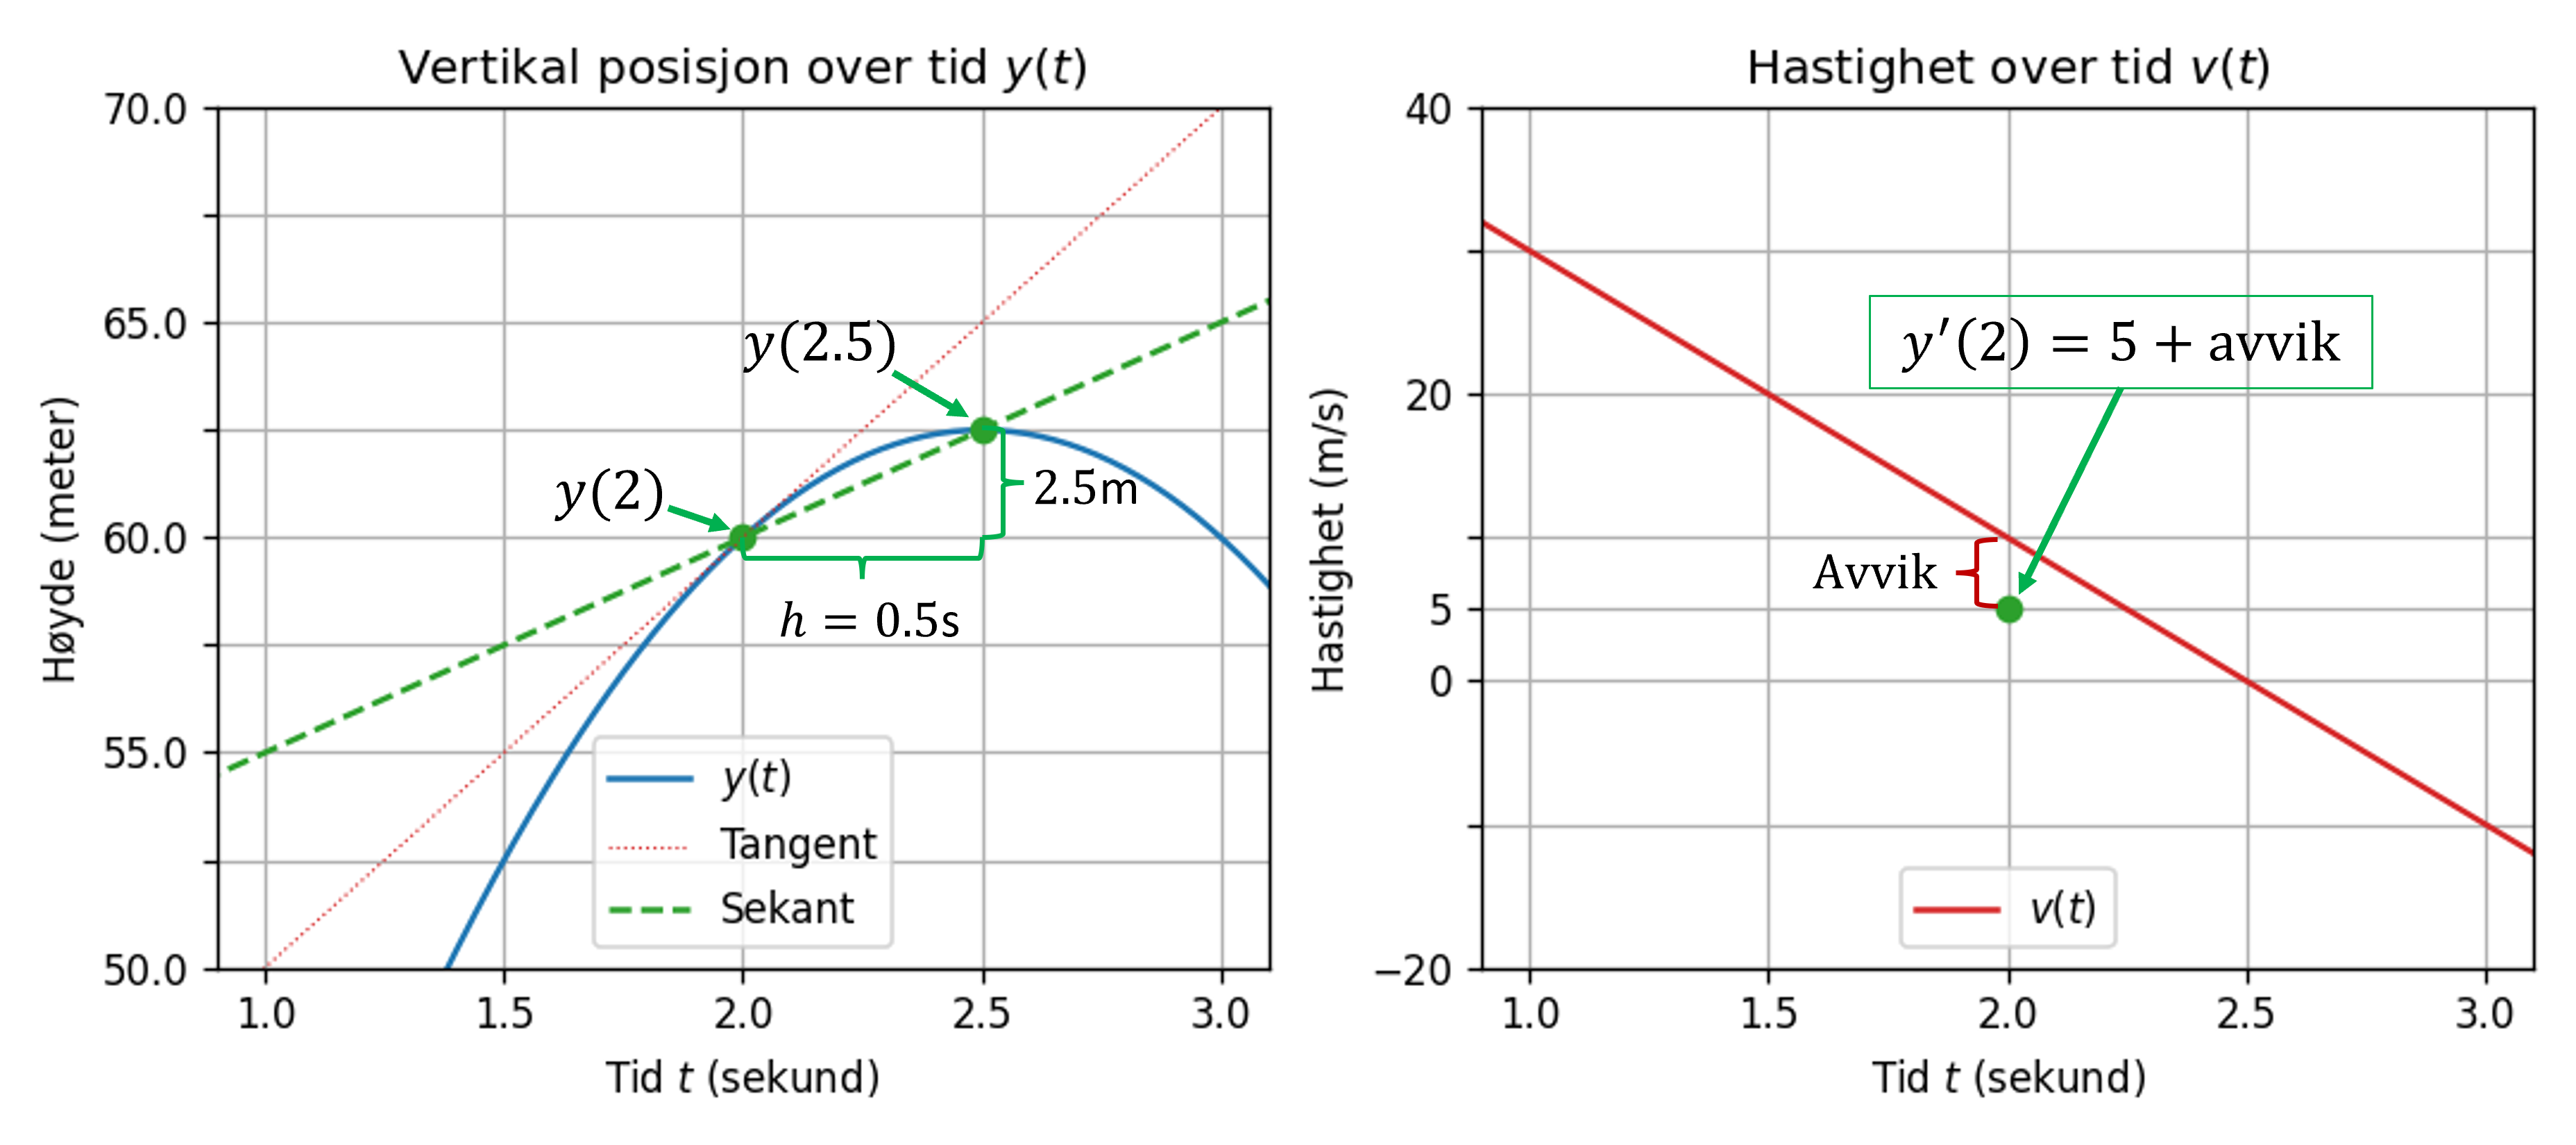 Vertikal posisjon over tid y(t)
70.0
65.0
60.0
55.0
50.0
Høyde (meter)
y(2.5)
y(2)
2.5m
h = 0.5s
y(t)
Tangent
Sekant
1.0 1.5 2.0 2.5 3.0
Tid t (sekund)
Hastighet over tid v(t)
40
20
5
0
−20
Hastighet (m/s)
y′(2) = 5 + avvik
Avvik
v(t)
1.0 1.5 2.0 2.5 3.0
Tid t (sekund)